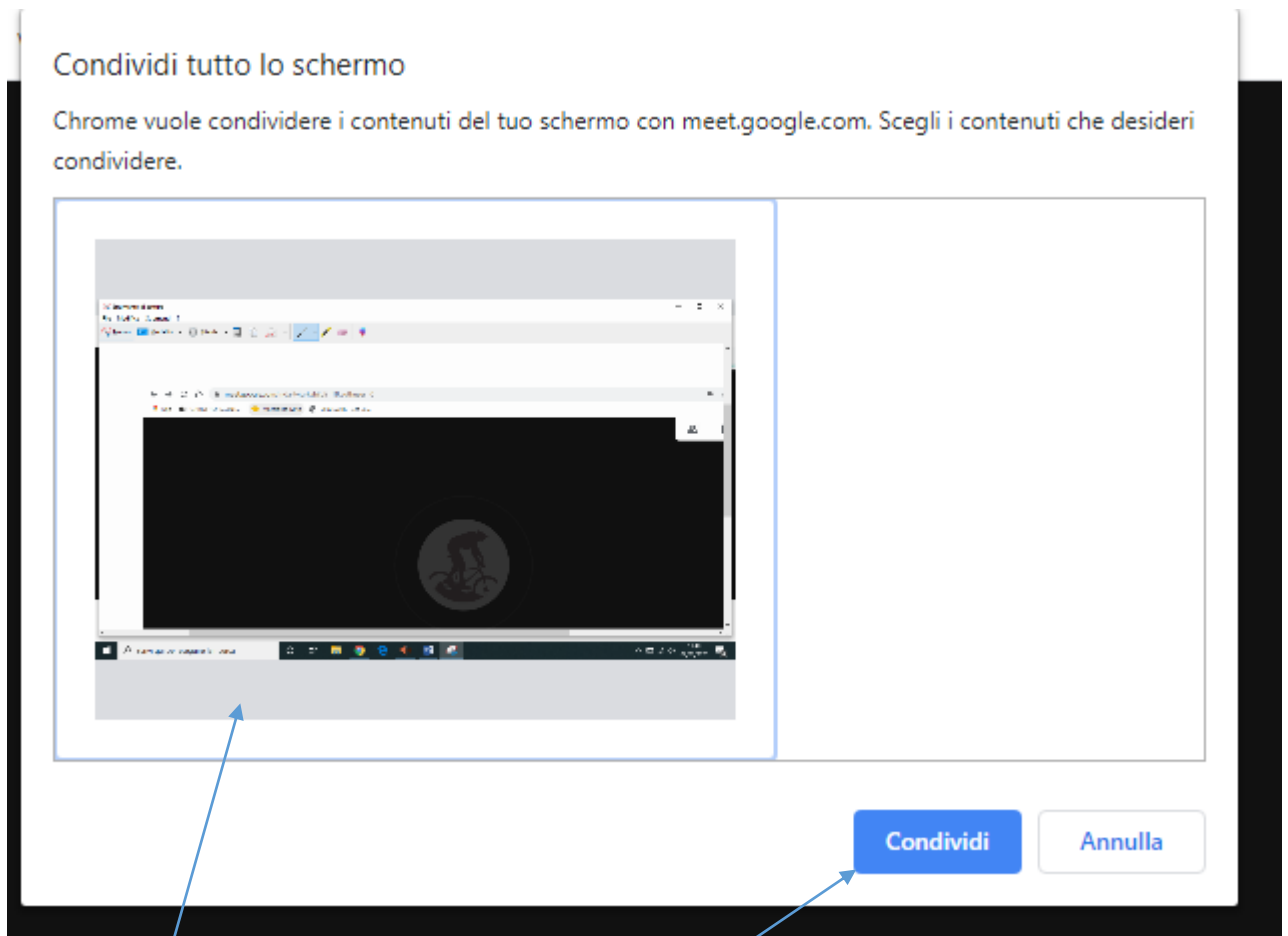 Condividi tutto lo schermo
Chrome vuole condividere i contenuti del tuo schermo con meet.google.com. Scegli i contenuti che desideri
condividere.
Condividi
Annulla